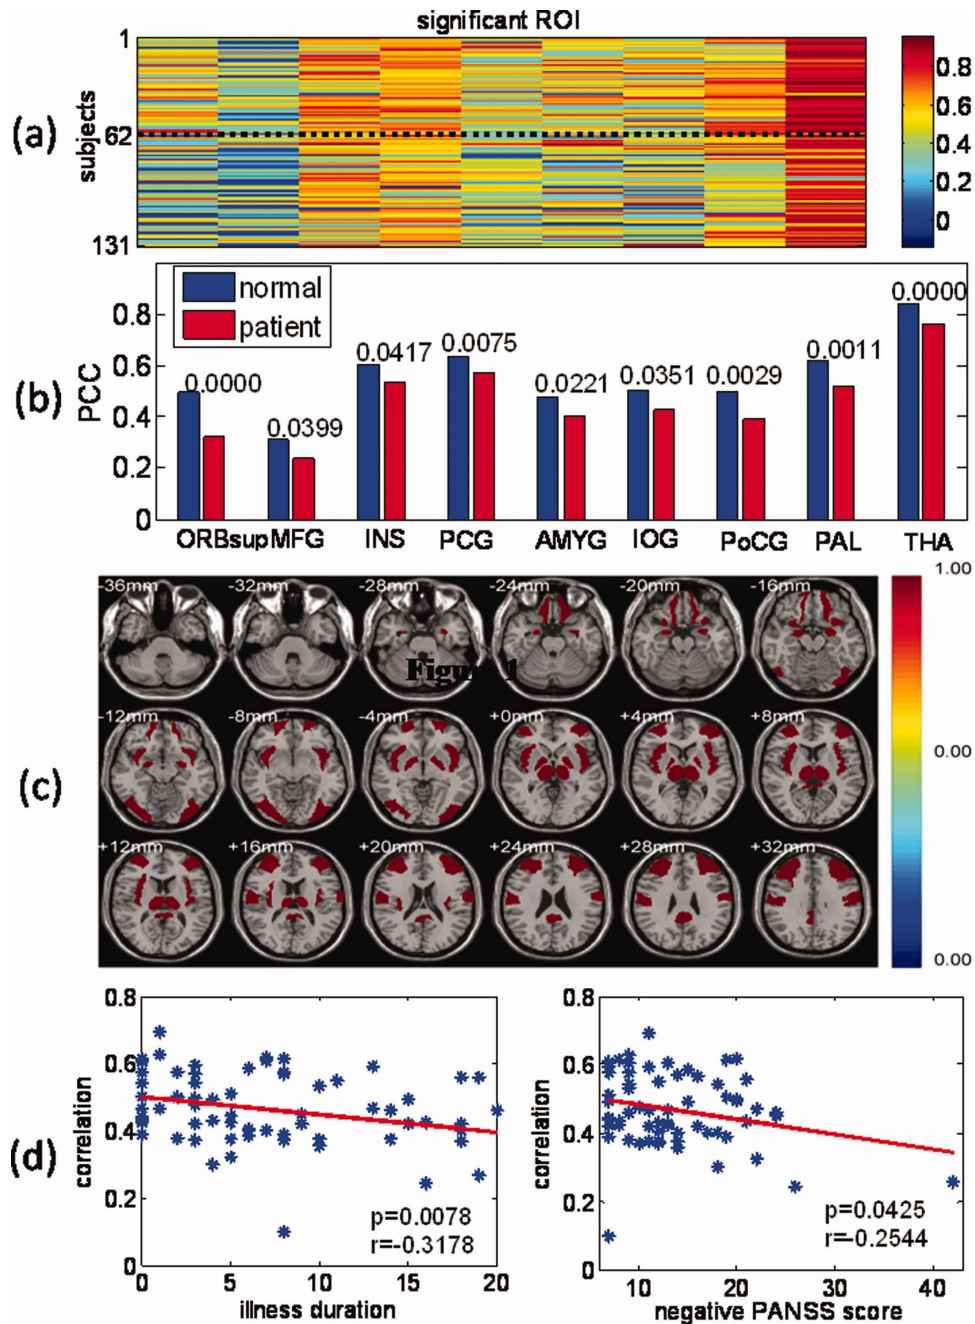 significant ROI
(a)
subjects
1
62
131
0.8
0.6
0.4
0.2
0
(b)
PCC
0.8
0.6
0.4
0.2
0
normal
patient
0.0000
0.0399
0.0417
0.0075
0.0221
0.0351
0.0029
0.0011
0.0000
ORBsup MFG INS PCG AMYG IOG PoCG PAL THA
(c)
-36mm -32mm -28mm -24mm -20mm -16mm
Figure 1
-12mm -8mm -4mm +0mm +4mm +8mm
+12mm +16mm +20mm +24mm +28mm +32mm
1.00
0.00
0.00
(d)
correlation
0.8
0.6
0.4
0.2
0
p=0.0078
r=-0.3178
0 5 10 15 20
illness duration
correlation
0.8
0.6
0.4
0.2
0
p=0.0425
r=-0.2544
10 20 30 40
negative PANSS score